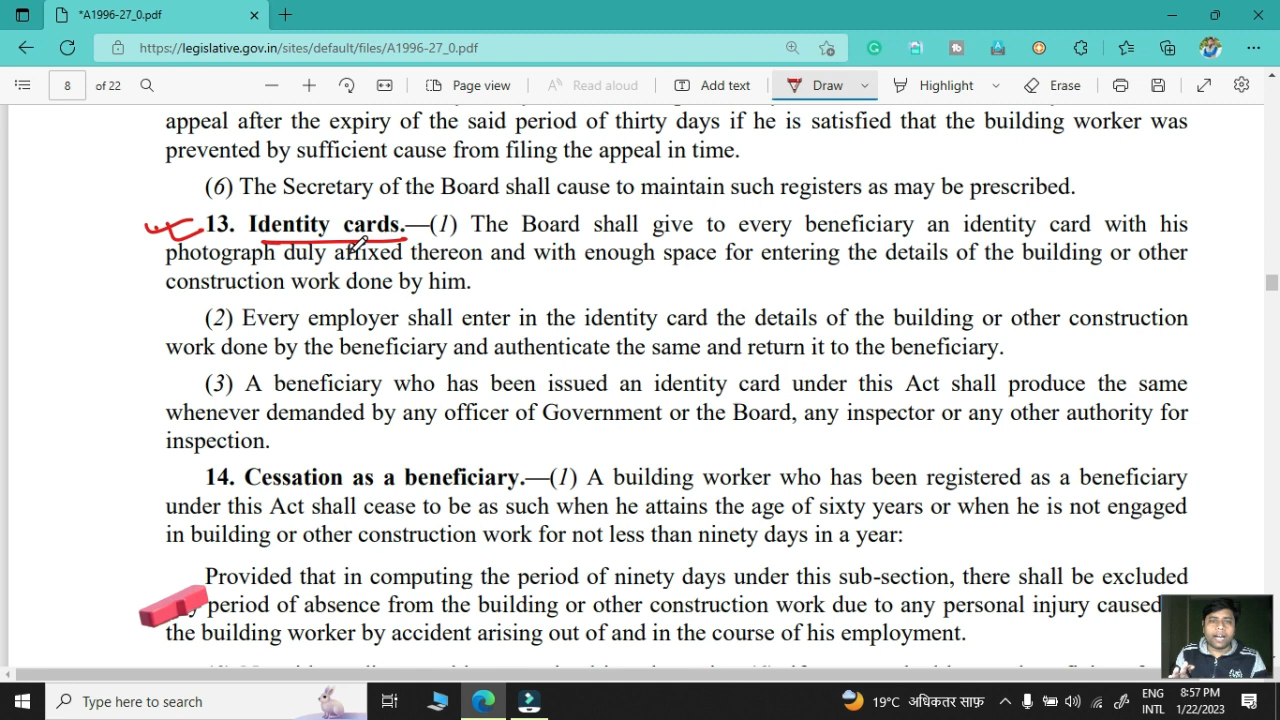 *A1996-27_0.pdf
https://legislative.gov.in/sites/default/files/A1996-27_0.pdf
8 of 22 Page view Read aloud Add text Draw Highlight Erase
appeal after the expiry of the said period of thirty days if he is satisfied that the building worker was
prevented by sufficient cause from filing the appeal in time.
(6) The Secretary of the Board shall cause to maintain such registers as may be prescribed.
13. Identity cards.—(1) The Board shall give to every beneficiary an identity card with his
photograph duly affixed thereon and with enough space for entering the details of the building or other
construction work done by him.
(2) Every employer shall enter in the identity card the details of the building or other construction
work done by the beneficiary and authenticate the same and return it to the beneficiary.
(3) A beneficiary who has been issued an identity card under this Act shall produce the same
whenever demanded by any officer of Government or the Board, any inspector or any other authority for
inspection.
14. Cessation as a beneficiary.—(1) A building worker who has been registered as a beneficiary
under this Act shall cease to be as such when he attains the age of sixty years or when he is not engaged
in building or other construction work for not less than ninety days in a year:
Provided that in computing the period of ninety days under this sub-section, there shall be excluded
period of absence from the building or other construction work due to any personal injury caused
the building worker by accident arising out of and in the course of his employment.
Type here to search
19°C अधिकतर साफ़
ENG
INTL
8:57 PM
1/22/2023